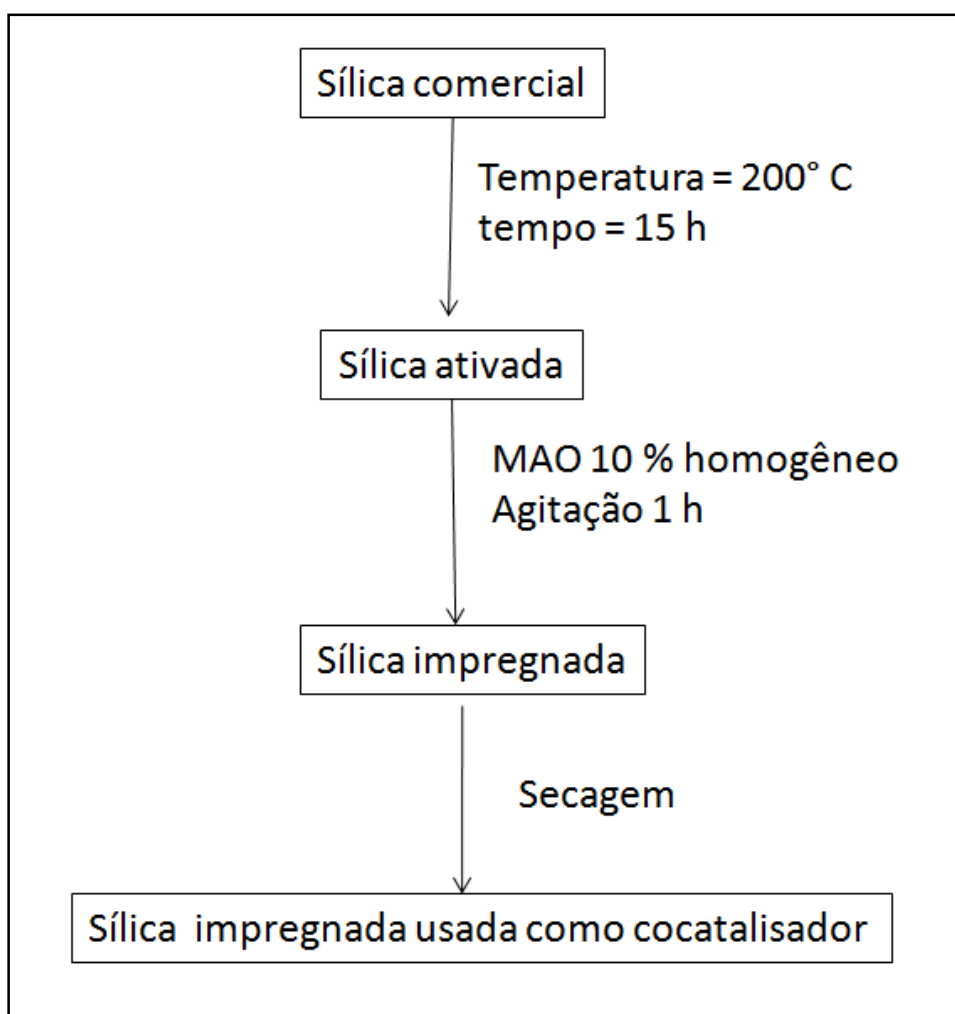 Sílica comercial
Temperatura = 200° C
tempo = 15 h
Sílica ativada
MAO 10 % homogêneo
Agitação 1 h
Sílica impregnada
Secagem
Sílica impregnada usada como cocatalisador